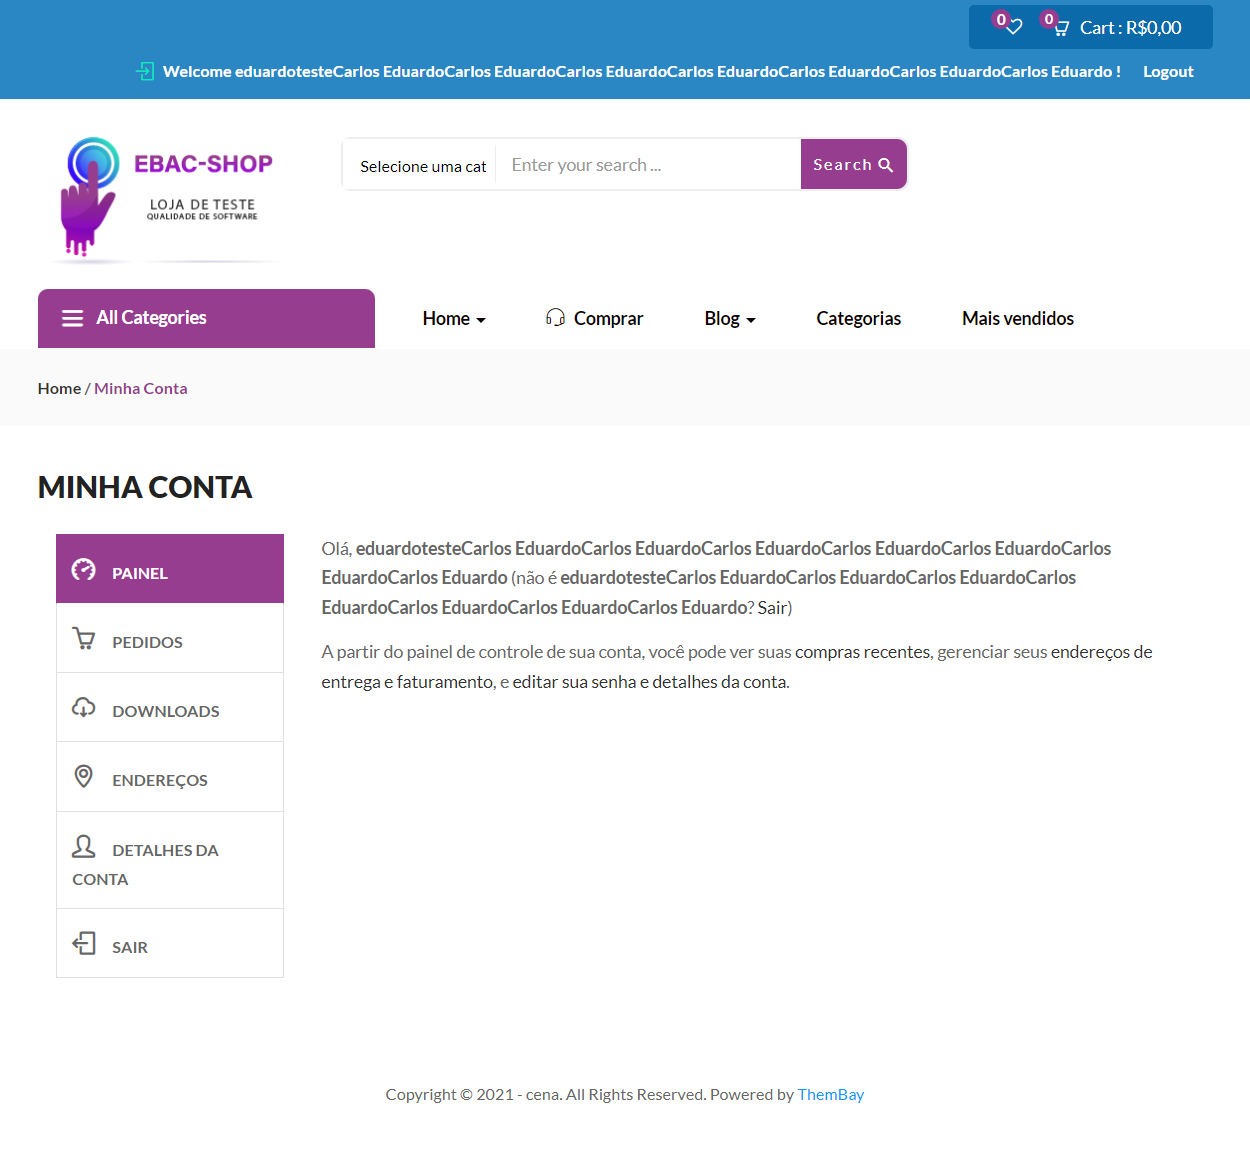 0
0
Cart : R$0,00
Welcome eduardotesteCarlos EduardoCarlos EduardoCarlos EduardoCarlos EduardoCarlos EduardoCarlos EduardoCarlos Eduardo !
Logout
EBAC-SHOP
LOJA DE TESTE
QUALIDADE DE SOFTWARE
Selecione uma cat
Enter your search ...
Search
All Categories
Home
Comprar
Blog
Categorias
Mais vendidos
Home / Minha Conta
MINHA CONTA
PAINEL
PEDIDOS
DOWNLOADS
ENDEREÇOS
DETALHES DA
CONTA
SAIR
Olá, eduardotesteCarlos EduardoCarlos EduardoCarlos EduardoCarlos EduardoCarlos EduardoCarlos
EduardoCarlos Eduardo (não é eduardotesteCarlos EduardoCarlos EduardoCarlos EduardoCarlos
EduardoCarlos EduardoCarlos EduardoCarlos Eduardo? Sair)
A partir do painel de controle de sua conta, você pode ver suas compras recentes, gerenciar seus endereços de
entrega e faturamento, e editar sua senha e detalhes da conta.
Copyright © 2021 - cena. All Rights Reserved. Powered by ThemBay